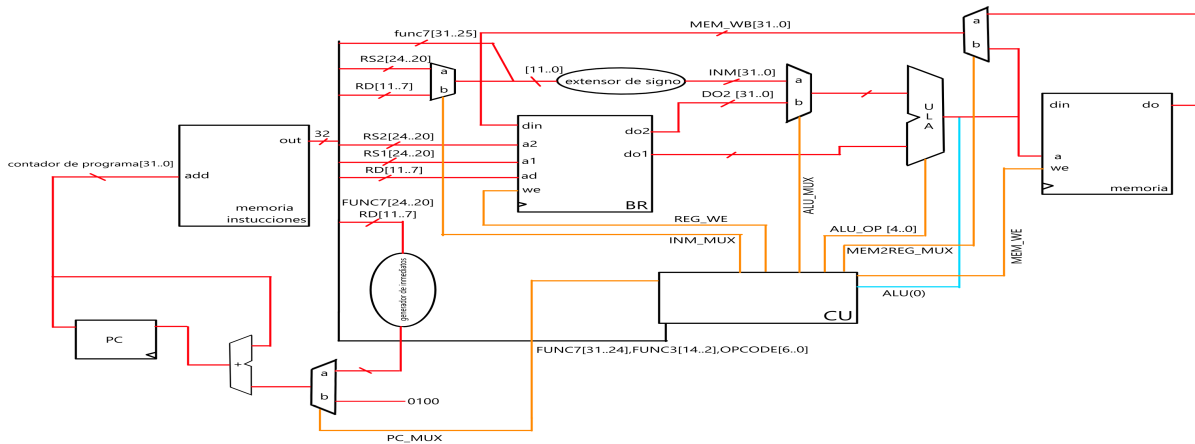 MEM_WB[31..0]
func7[31..25]
a
b
RS2[24..20]
a
b
[11..0]
extensor de signo
INM[31..0]
a
b
RD[11..7]
DO2 [31..0]
ULA
din
do
din
do2
32
out
RS2[24..20]
a2
contador de programa[31..0]
RS1[24..20]
a1
do1
a
add
RD[11..7]
ad
we
we
memoria
instucciones
FUNC7[24..20]
RD[11..7]
BR
memoria
REG_WE
ALU_MUX
ALU_OP [4..0]
INM_MUX
MEM2REG_MUX
MEM_WE
generador de inmediatos
ALU(0)
CU
PC
FUNC7[31..24],FUNC3[14..2],OPCODE[6..0]
+
a
b
0100
PC_MUX